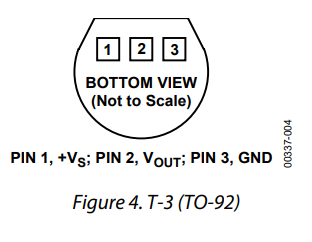 1 2 3
BOTTOM VIEW
(Not to Scale)
00337-004
PIN 1, +VS; PIN 2, VOUT; PIN 3, GND
Figure 4. T-3 (TO-92)